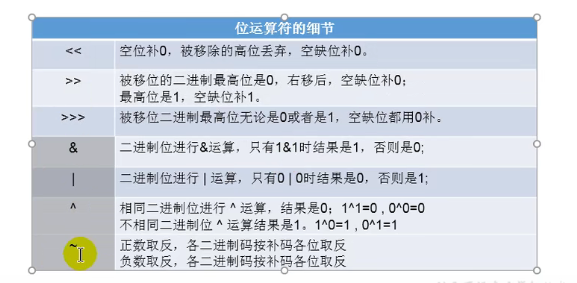 位运算符的细节
<< 空位补0，被移除的高位丢弃，空缺位补0。
>> 被移位的二进制最高位是0，右移后，空缺位补0；
最高位是1，空缺位补1。
>>> 被移位二进制最高位无论是0或者是1，空缺位都用0补。
& 二进制位进行&运算，只有1&1时结果是1，否则是0;
| 二进制位进行 | 运算，只有0 | 0时结果是0，否则是1;
^ 相同二进制位进行 ^ 运算，结果是0；1^1=0 , 0^0=0
不相同二进制位 ^ 运算结果是1。1^0=1 , 0^1=1
~ 正数取反，各二进制码按补码各位取反
负数取反，各二进制码按补码各位取反